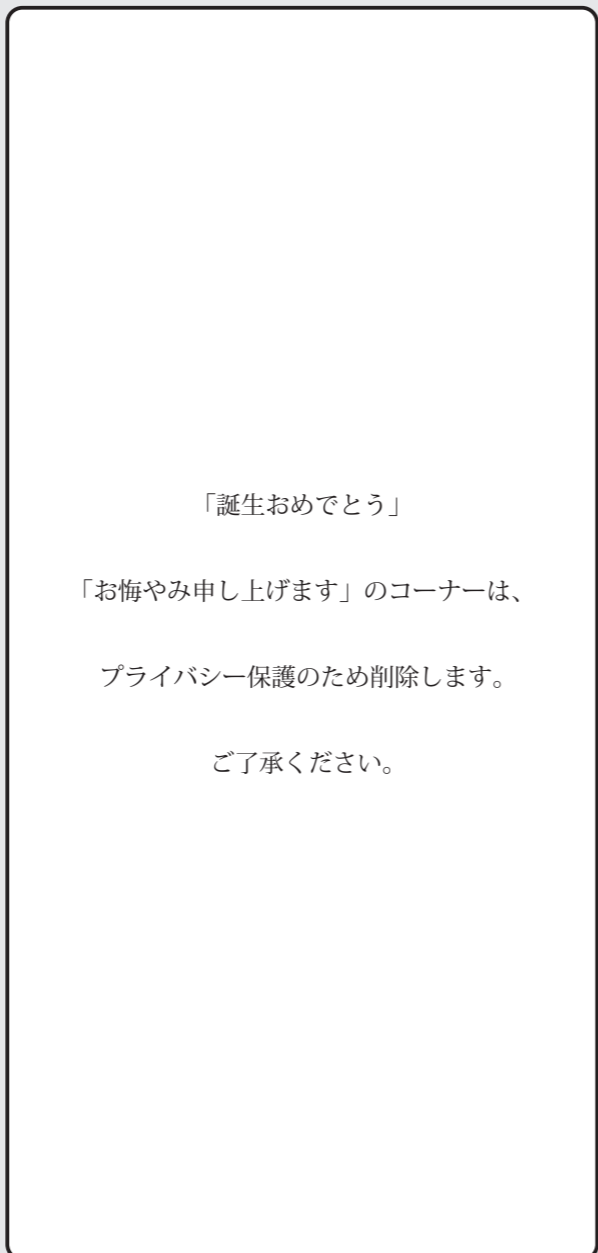 「誕生おめでとう」
「お悔やみ申し上げます」のコーナーは、
プライバシー保護のため削除します。
ご了承ください。